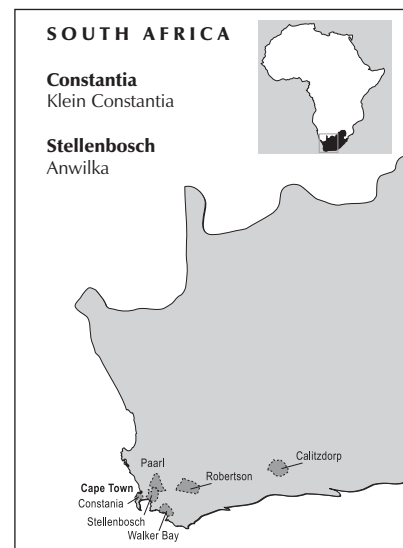 SOUTH AFRICA
Constantia
Klein Constantia
Stellenbosch
Anwilka
Calitzdorp
Paarl
Robertson
Cape Town
Constania
Stellenbosch
Walker Bay